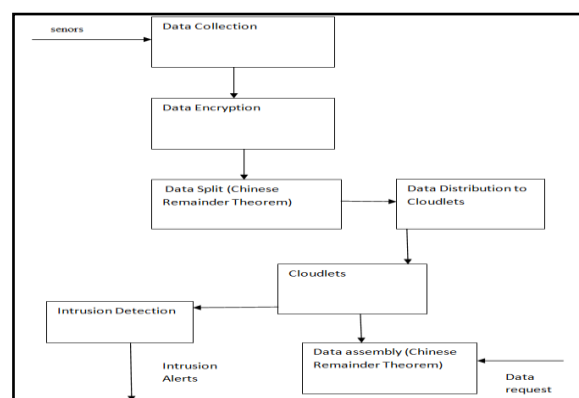 senors
Data Collection
Data Encryption
Data Split (Chinese
Remainder Theorem)
Data Distribution to
Cloudlets
Cloudlets
Intrusion Detection
Data assembly (Chinese
Remainder Theorem)
Intrusion
Alerts
Data
request